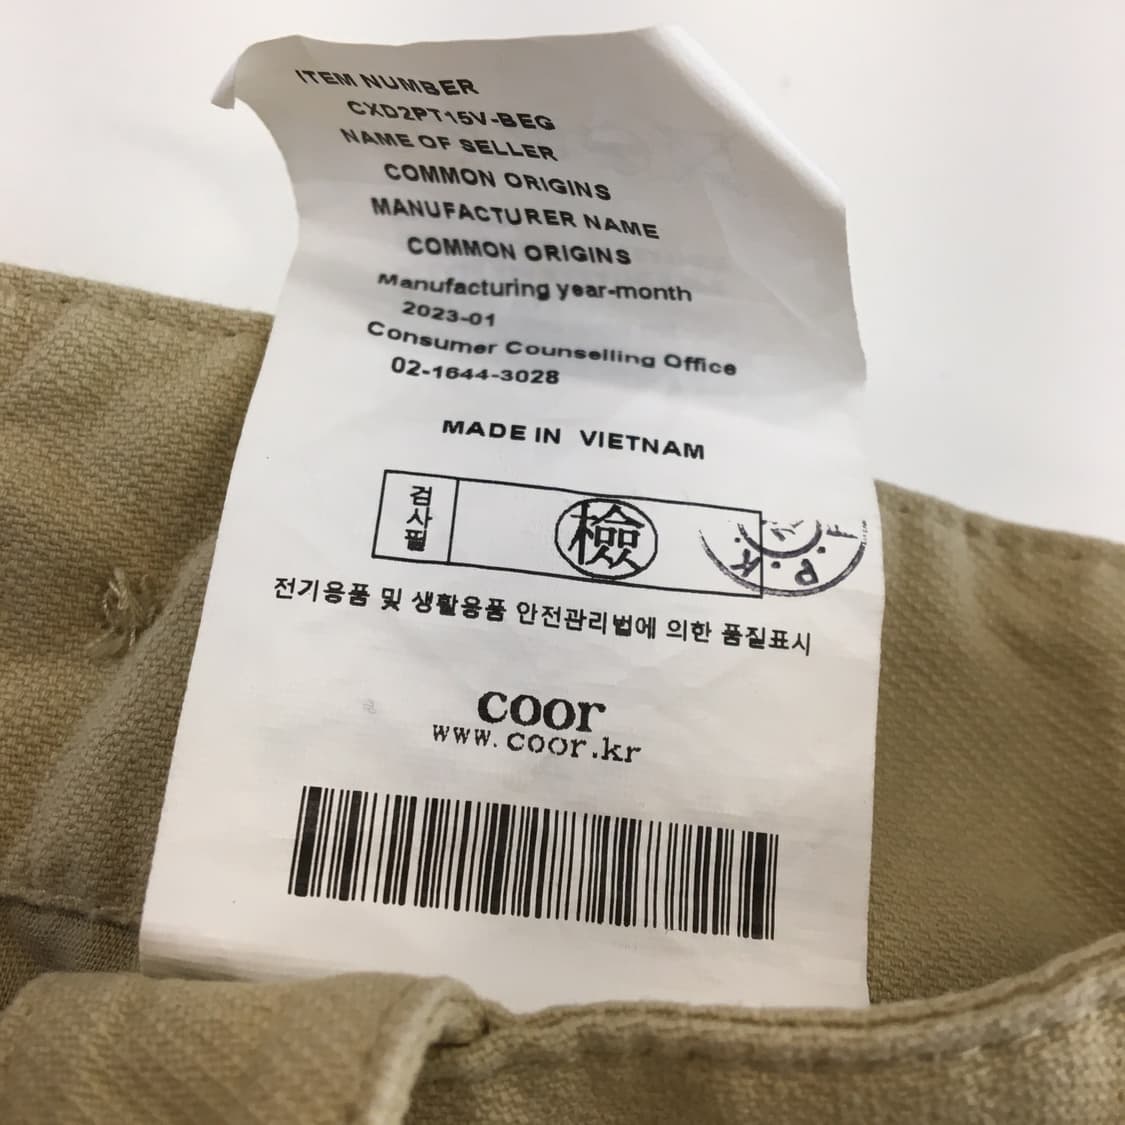 ITEM NUMBER
CXD2PT15V-BEG
NAME OF SELLER
COMMON ORIGINS
MANUFACTURER NAME
COMMON ORIGINS
Manufacturing year-month
2023-01
Consumer Counselling Office
02-1644-3028
MADE IN VIETNAM
검사필
檢
P.K.
전기용품 및 생활용품 안전관리법에 의한 품질표시
coor
www.coor.kr